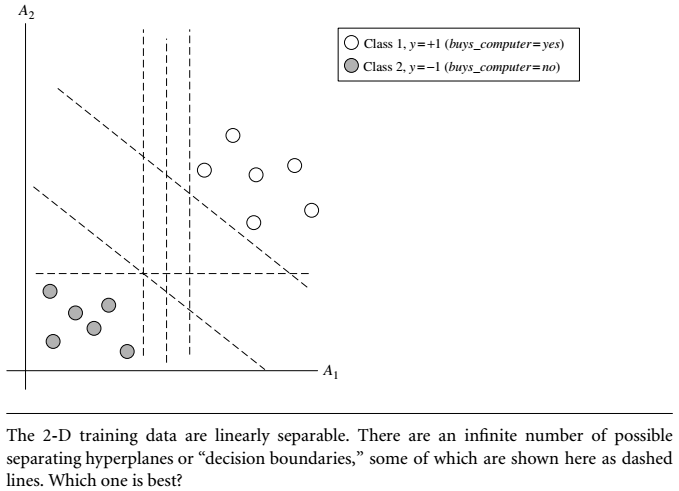 A2
Class 1, y=+1 (buys_computer=yes)
Class 2, y=−1 (buys_computer=no)
A1
The 2-D training data are linearly separable. There are an infinite number of possible
separating hyperplanes or “decision boundaries,” some of which are shown here as dashed
lines. Which one is best?